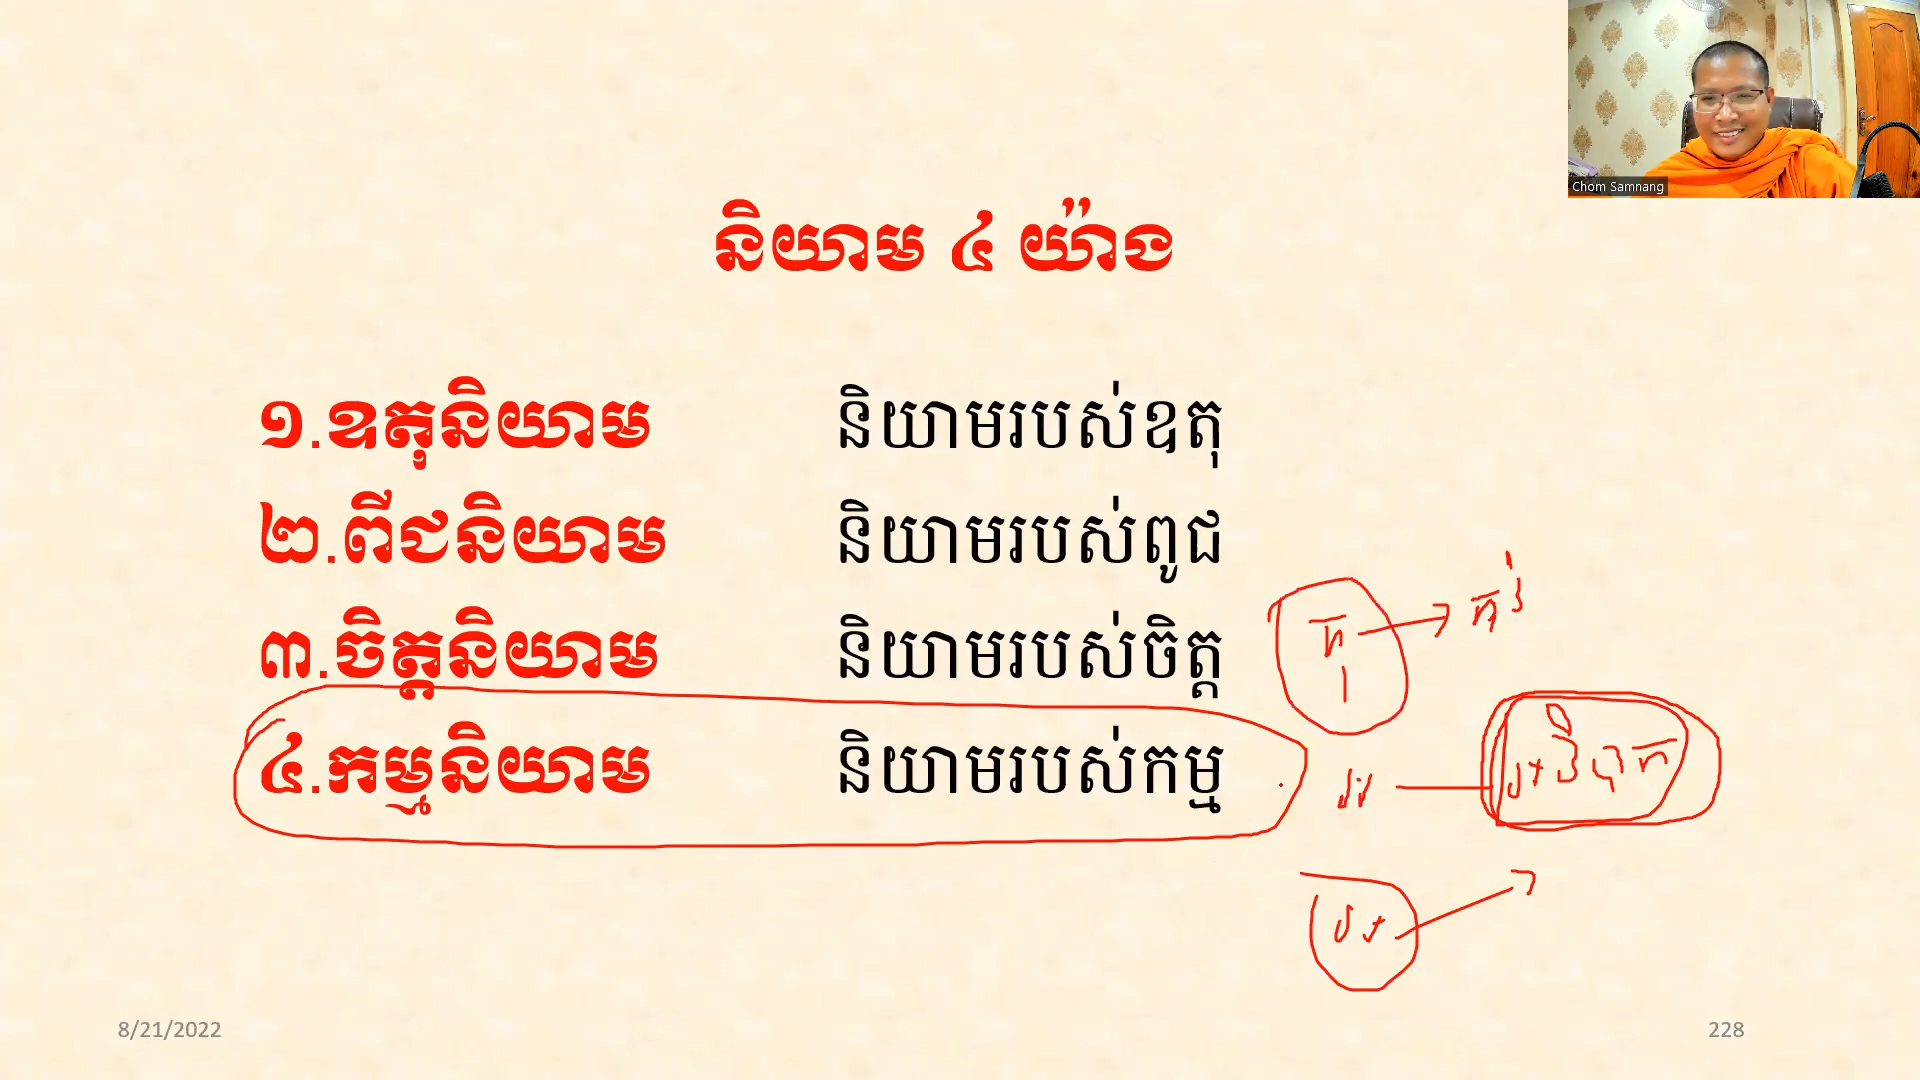 Chom Samnang
និយាម ៤ យ៉ាង
១.ឧតុនិយាម និយាមរបស់ឧតុ
២.ពីជនិយាម និយាមរបស់ពូជ
៣.ចិត្តនិយាម និយាមរបស់ចិត្ត
៤.កម្មនិយាម និយាមរបស់កម្ម
8/21/2022 228